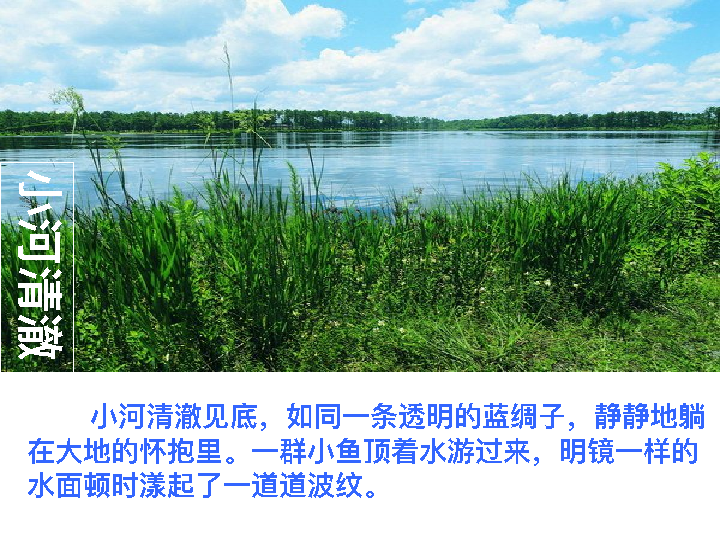 小河清澈
小河清澈见底，如同一条透明的蓝绸子，静静地躺
在大地的怀抱里。一群小鱼顶着水游过来，明镜一样的
水面顿时漾起了一道道波纹。